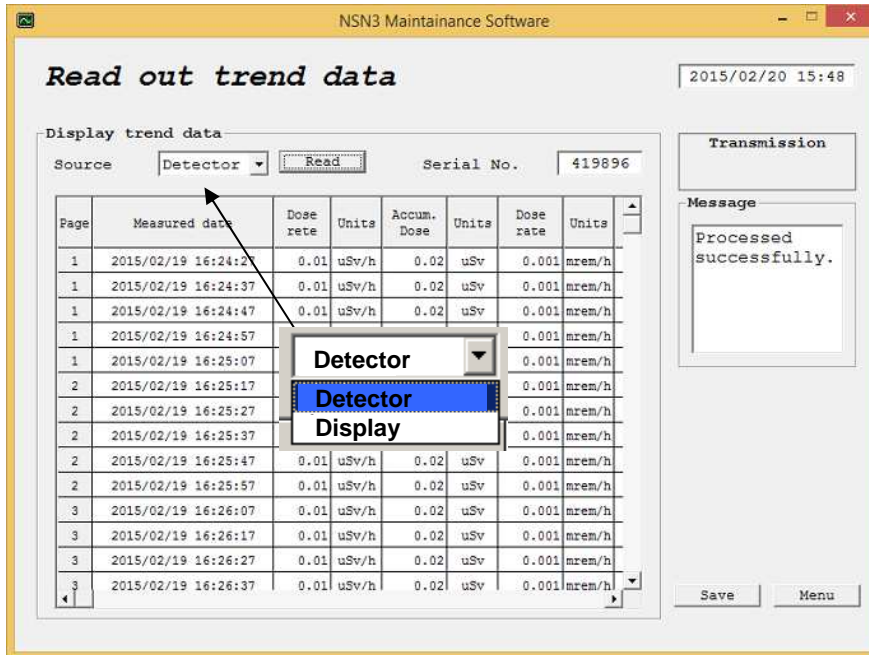 NSN3 Maintainance Software
Read out trend data
2015/02/20 15:48
Display trend data
Source Detector Read Serial No. 419896
Transmission
Message
Processed
successfully.
Page Measured date Dose rete Units Accum. Dose Units Dose rate Units
1 2015/02/19 16:24:27 0.01 uSv/h 0.02 uSv 0.001 mrem/h
1 2015/02/19 16:24:37 0.01 uSv/h 0.02 uSv 0.001 mrem/h
1 2015/02/19 16:24:47 0.01 uSv/h 0.02 uSv 0.001 mrem/h
1 2015/02/19 16:24:57 0.001 mrem/h
1 2015/02/19 16:25:07 0.001 mrem/h
2 2015/02/19 16:25:17 0.001 mrem/h
2 2015/02/19 16:25:27 0.001 mrem/h
2 2015/02/19 16:25:37 0.001 mrem/h
Detector
Detector
Display
2 2015/02/19 16:25:47 0.01 uSv/h 0.02 uSv 0.001 mrem/h
2 2015/02/19 16:25:57 0.01 uSv/h 0.02 uSv 0.001 mrem/h
3 2015/02/19 16:26:07 0.01 uSv/h 0.02 uSv 0.001 mrem/h
3 2015/02/19 16:26:17 0.01 uSv/h 0.02 uSv 0.001 mrem/h
3 2015/02/19 16:26:27 0.01 uSv/h 0.02 uSv 0.001 mrem/h
3 2015/02/19 16:26:37 0.01 uSv/h 0.02 uSv 0.001 mrem/h
Save Menu